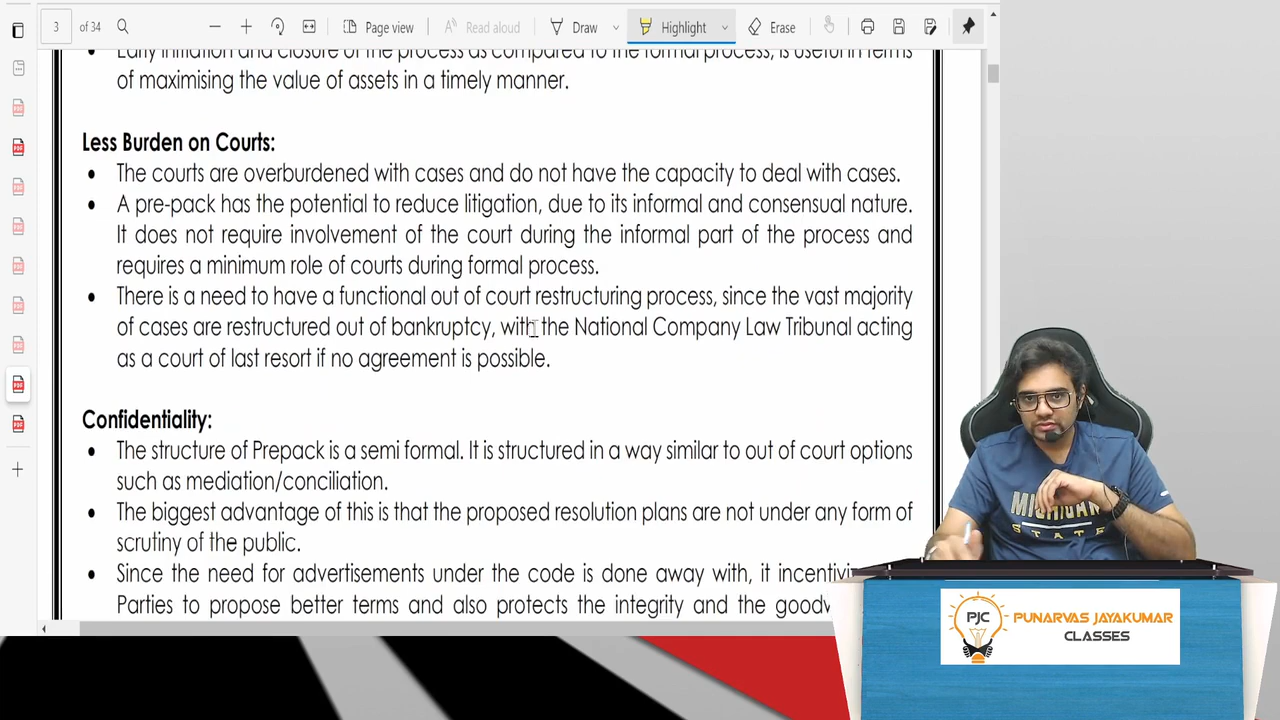 3 of 34 Page view Read aloud Draw Highlight Erase
Early initiation and closure of the process as compared to the formal process, is useful in terms
of maximising the value of assets in a timely manner.
Less Burden on Courts:
• The courts are overburdened with cases and do not have the capacity to deal with cases.
• A pre-pack has the potential to reduce litigation, due to its informal and consensual nature.
It does not require involvement of the court during the informal part of the process and
requires a minimum role of courts during formal process.
• There is a need to have a functional out of court restructuring process, since the vast majority
of cases are restructured out of bankruptcy, with the National Company Law Tribunal acting
as a court of last resort if no agreement is possible.
Confidentiality:
• The structure of Prepack is a semi formal. It is structured in a way similar to out of court options
such as mediation/conciliation.
• The biggest advantage of this is that the proposed resolution plans are not under any form of
scrutiny of the public.
• Since the need for advertisements under the code is done away with, it
Parties to propose better terms and also protects the integrity and the
MICHIGAN
STATE
PJC
PUNARVAS JAYAKUMAR
CLASSES